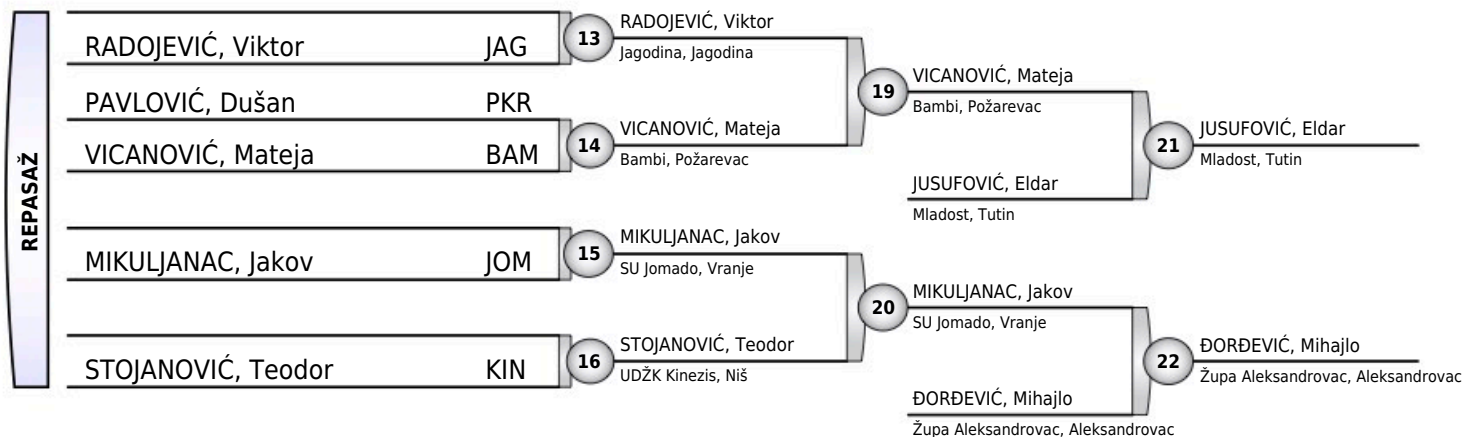 REPASAŽ
RADOJEVIĆ, Viktor JAG
PAVLOVIĆ, Dušan PKR
VICANOVIĆ, Mateja BAM
MIKULJANAC, Jakov JOM
STOJANOVIĆ, Teodor KIN
13
RADOJEVIĆ, Viktor
Jagodina, Jagodina
14
VICANOVIĆ, Mateja
Bambi, Požarevac
15
MIKULJANAC, Jakov
SU Jomado, Vranje
16
STOJANOVIĆ, Teodor
UDŽK Kinezis, Niš
19
VICANOVIĆ, Mateja
Bambi, Požarevac
JUSUFOVIĆ, Eldar
Mladost, Tutin
20
MIKULJANAC, Jakov
SU Jomado, Vranje
ĐORĐEVIĆ, Mihajlo
Župa Aleksandrovac, Aleksandrovac
21
JUSUFOVIĆ, Eldar
Mladost, Tutin
22
ĐORĐEVIĆ, Mihajlo
Župa Aleksandrovac, Aleksandrovac